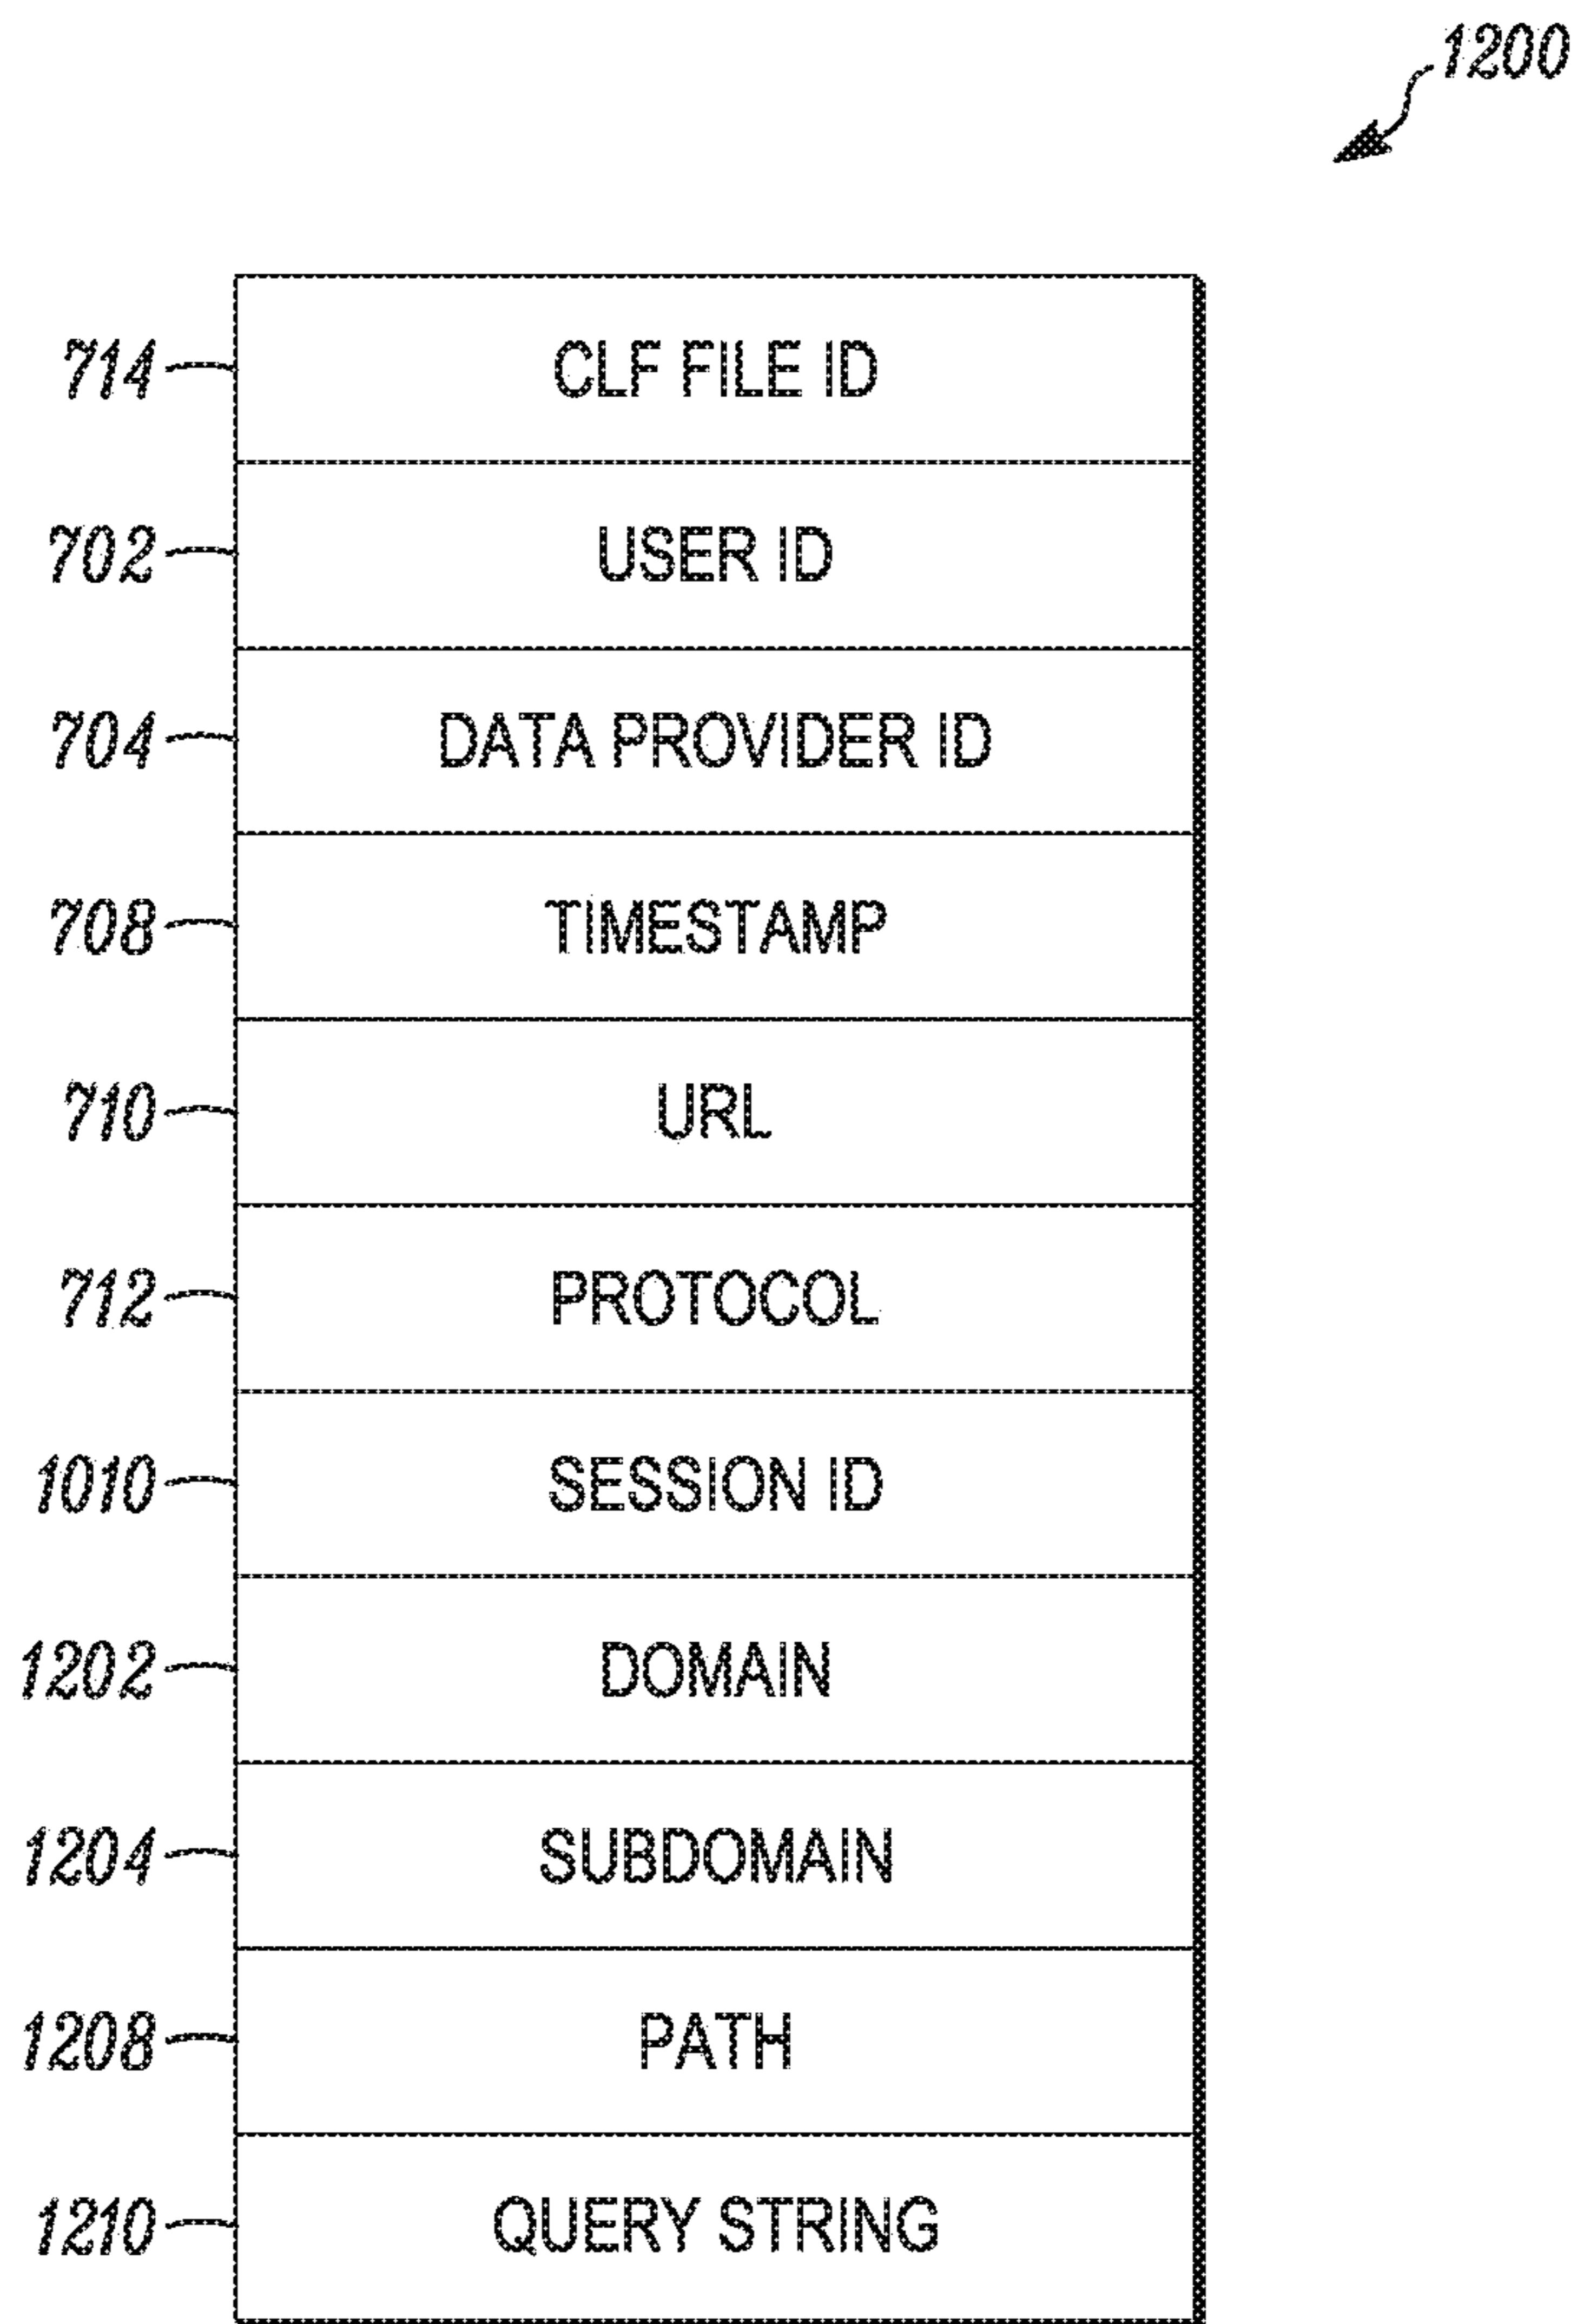 1200
714 CLF FILE ID
702 USER ID
704 DATA PROVIDER ID
708 TIMESTAMP
710 URL
712 PROTOCOL
1010 SESSION ID
1202 DOMAIN
1204 SUBDOMAIN
1208 PATH
1210 QUERY STRING